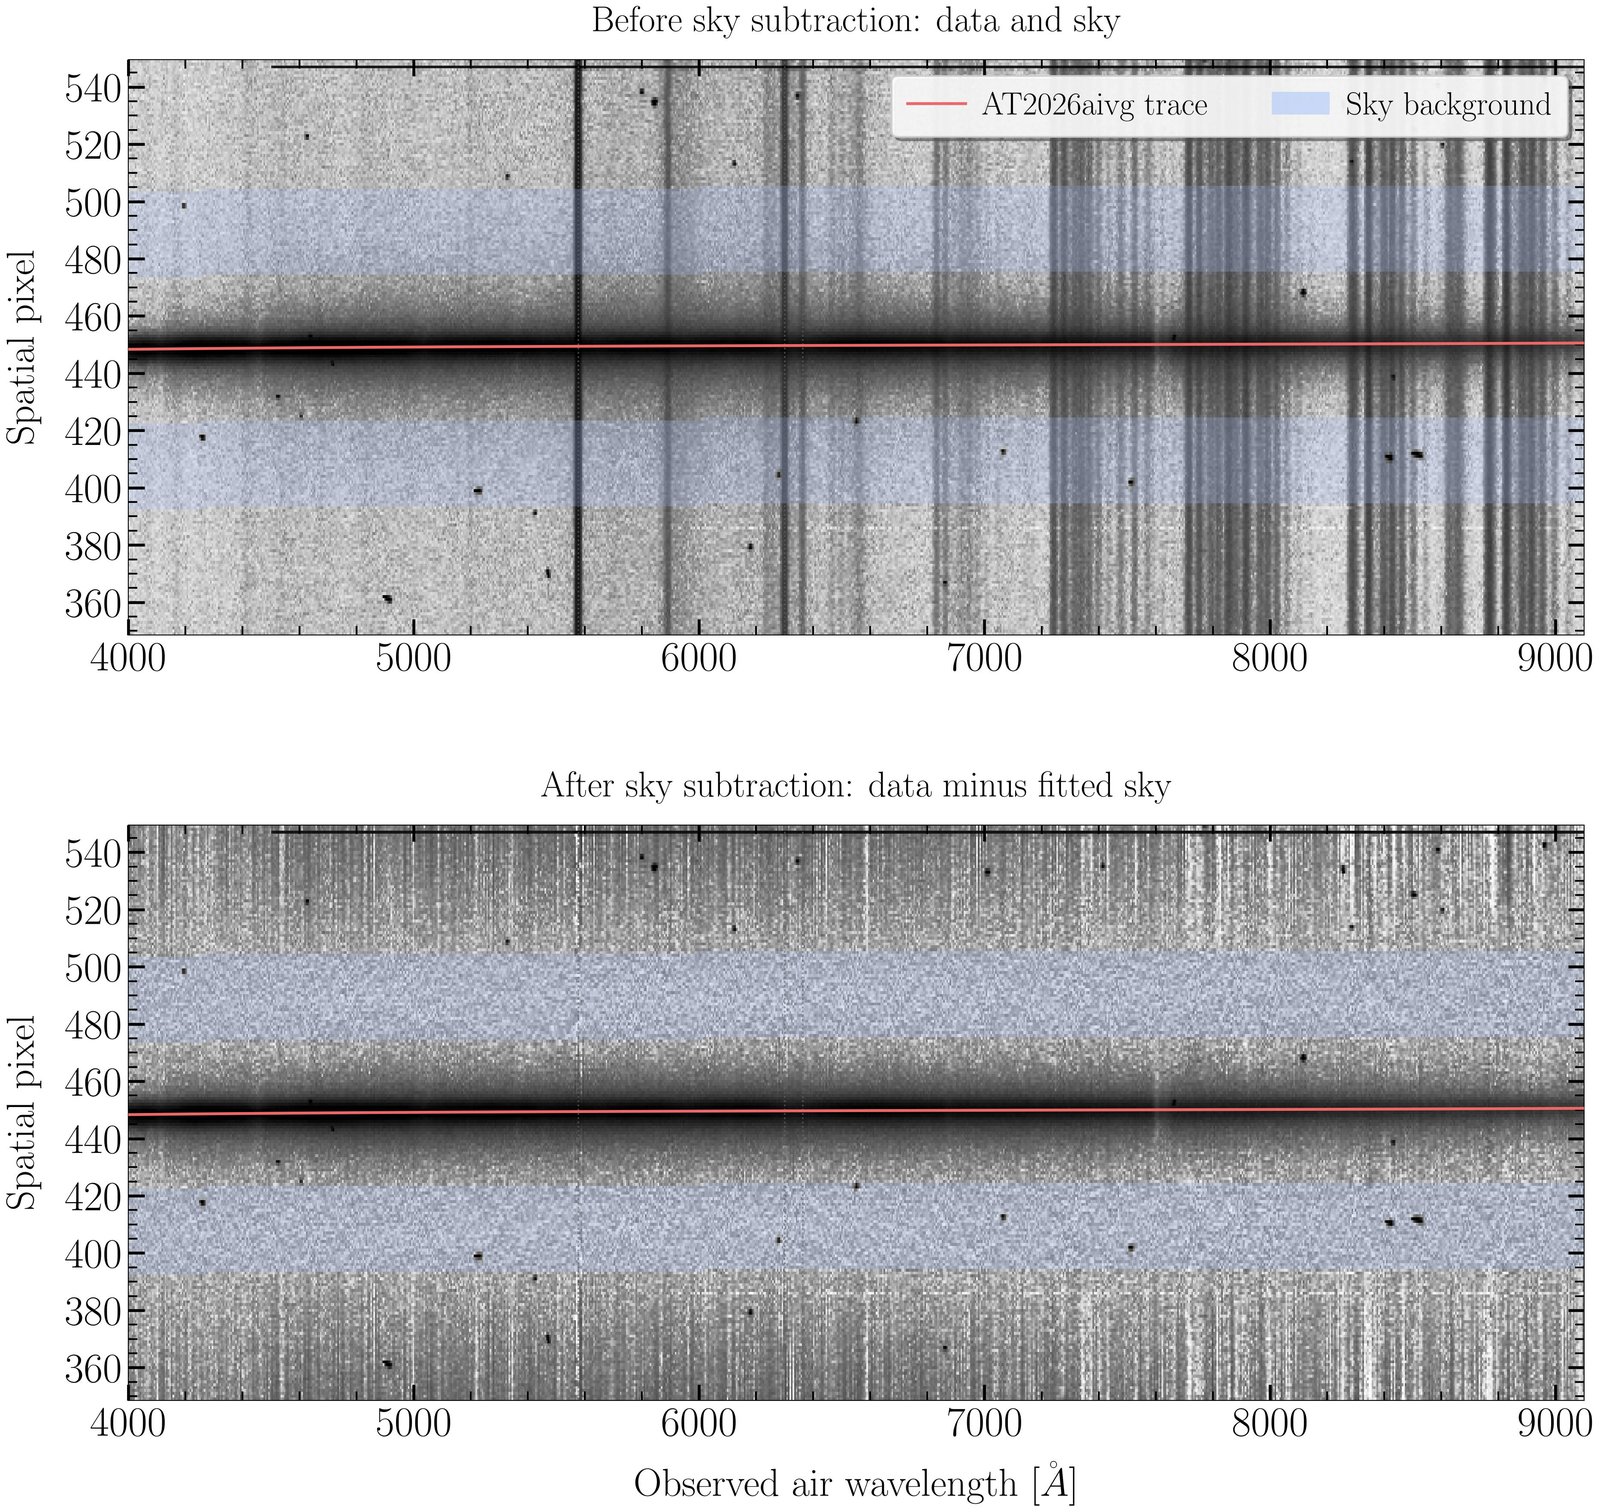 Before sky subtraction: data and sky
AT2026aivg trace
Sky background
540
520
500
480
460
440
420
400
380
360
Spatial pixel
4000 5000 6000 7000 8000 9000
After sky subtraction: data minus fitted sky
540
520
500
480
460
440
420
400
380
360
Spatial pixel
4000 5000 6000 7000 8000 9000
Observed air wavelength [Å]